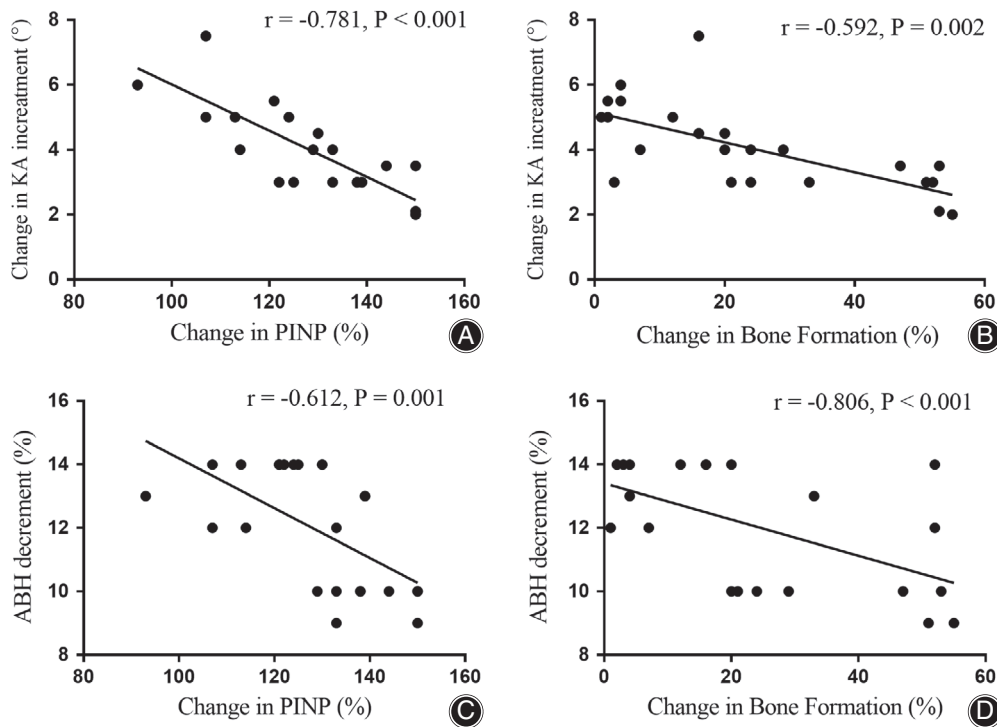 r = -0.781, P < 0.001
8
6
4
2
0
Change in KA increatment (°)
80 100 120 140 160
Change in PINP (%)
A
r = -0.592, P = 0.002
8
6
4
2
0
Change in KA increatment (°)
0 20 40 60
Change in Bone Formation (%)
B
r = -0.612, P = 0.001
16
14
12
10
8
ABH decrement (%)
80 100 120 140 160
Change in PINP (%)
C
r = -0.806, P < 0.001
16
14
12
10
8
ABH decrement (%)
0 20 40 60
Change in Bone Formation (%)
D